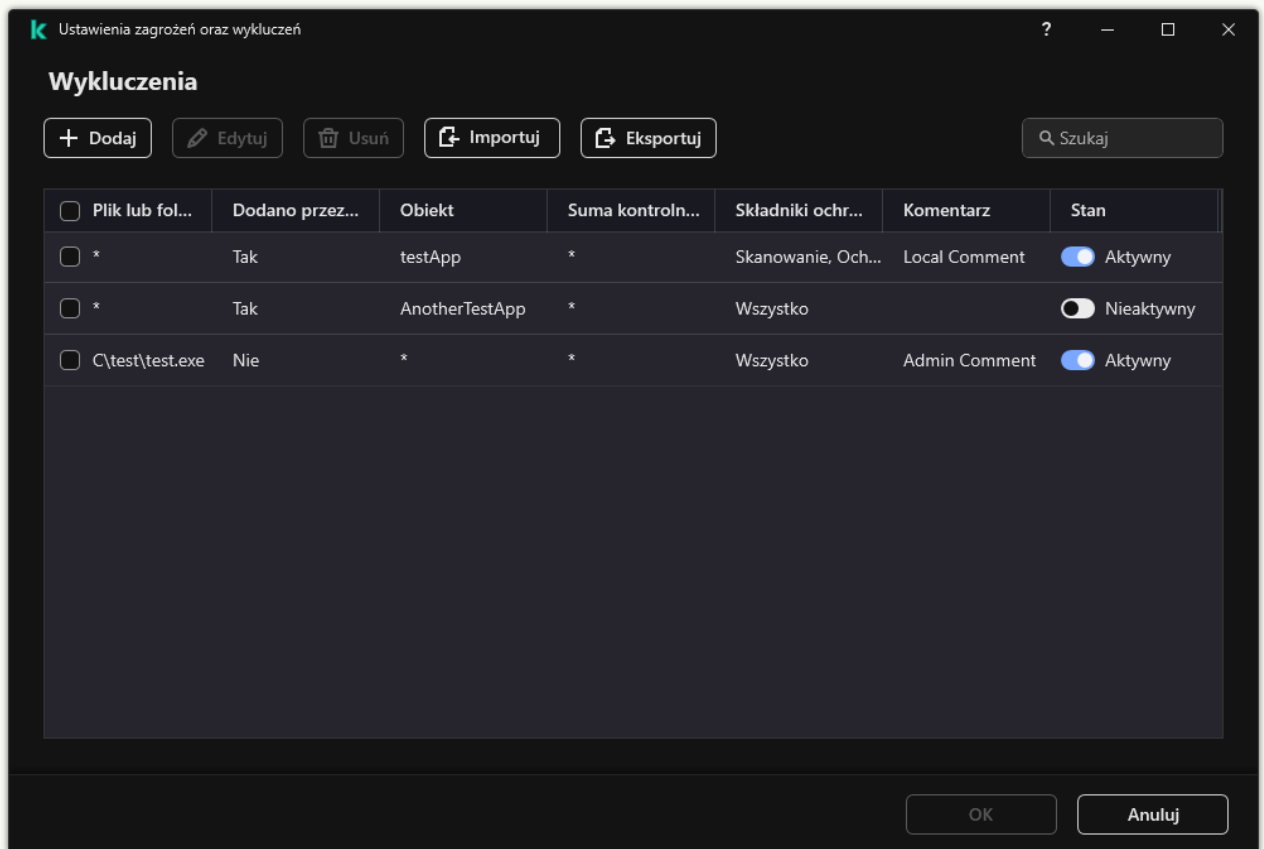 Ustawienia zagrożeń oraz wykluczeń ?
Wykluczenia
Dodaj Edytuj Usuń Importuj Eksportuj Szukaj
Plik lub fol... Dodano przez... Obiekt Suma kontroln... Składniki ochr... Komentarz Stan
* Tak testApp * Skanowanie, Och... Local Comment Aktywny
* Tak AnotherTestApp * Wszystko Nieaktywny
C\test\test.exe Nie * * Wszystko Admin Comment Aktywny
OK Anuluj